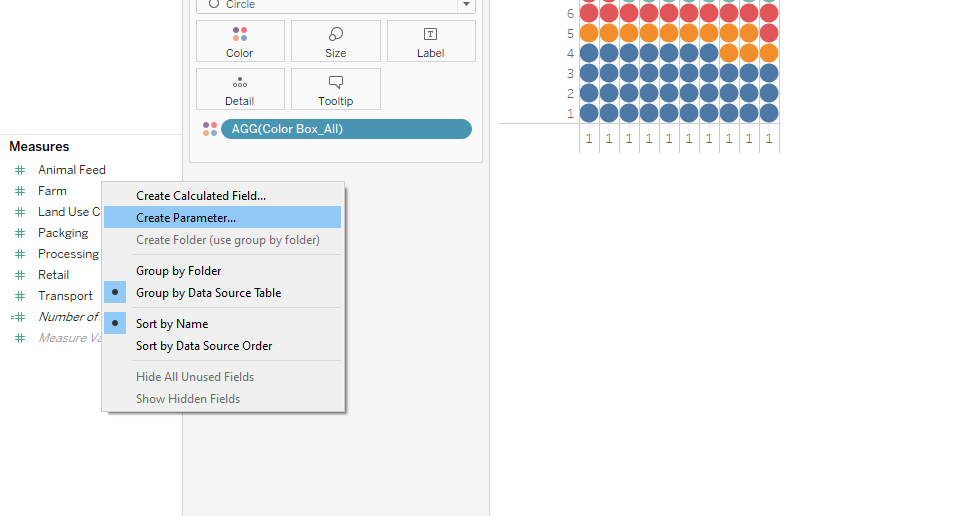 Circle
Color
Size
Label
Detail
Tooltip
AGG(Color Box_All)
Measures
Animal Feed
Farm
Land Use C
Packging
Processing
Retail
Transport
Number of
Measure Va
Create Calculated Field...
Create Parameter...
Create Folder (use group by folder)
Group by Folder
Group by Data Source Table
Sort by Name
Sort by Data Source Order
Hide All Unused Fields
Show Hidden Fields
6
5
4
3
2
1
1 1 1 1 1 1 1 1 1 1